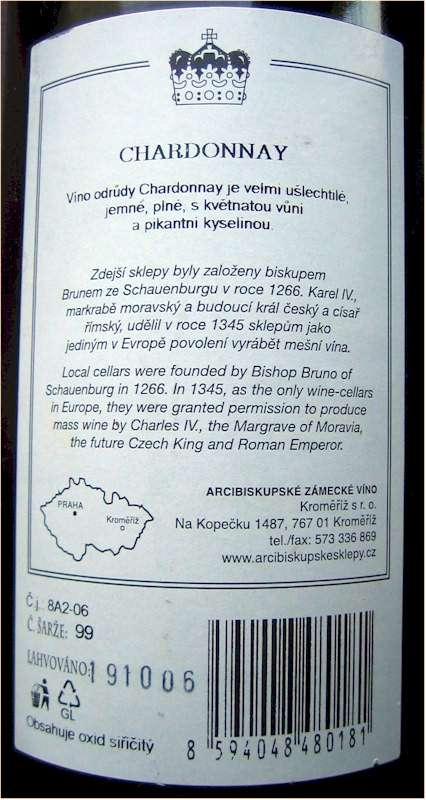 CHARDONNAY
Víno odrůdy Chardonnay je velmi ušlechtilé,
jemné, plné, s květnatou vůní
a pikantní kyselinou.
Zdejší sklepy byly založeny biskupem
Brunem ze Schauenburgu v roce 1266. Karel IV.,
markrabě moravský a budoucí král český a císař
římský, udělil v roce 1345 sklepům jako
jediným v Evropě povolení vyrábět mešní vína.
Local cellars were founded by Bishop Bruno of
Schauenburg in 1266. In 1345, as the only wine-cellars
in Europe, they were granted permission to produce
mass wine by Charles IV., the Margrave of Moravia,
the future Czech King and Roman Emperor.
PRAHA
Kroměříž
ARCIBISKUPSKÉ ZÁMECKÉ VÍNO
Kroměříž s r. o.
Na Kopečku 1487, 767 01 Kroměříž
tel./fax: 573 336 869
www.arcibiskupskesklepy.cz
Č.j.: 8A2-06
Č. ŠARŽE: 99
LAHVOVÁNO: 191006
GL
Obsahuje oxid siřičitý
8 594048 480181